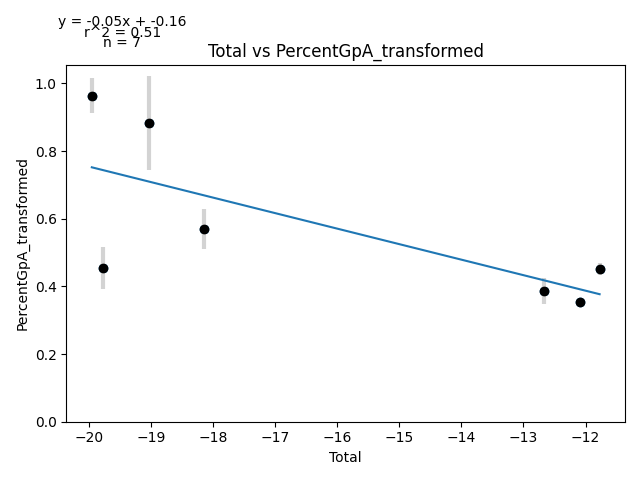 y = -0.05x + -0.16
r^2 = 0.51
n = 7
Total vs PercentGpA_transformed
PercentGpA_transformed
1.0
0.8
0.6
0.4
0.2
0.0
−20
−19
−18
−17
−16
−15
−14
−13
−12
Total